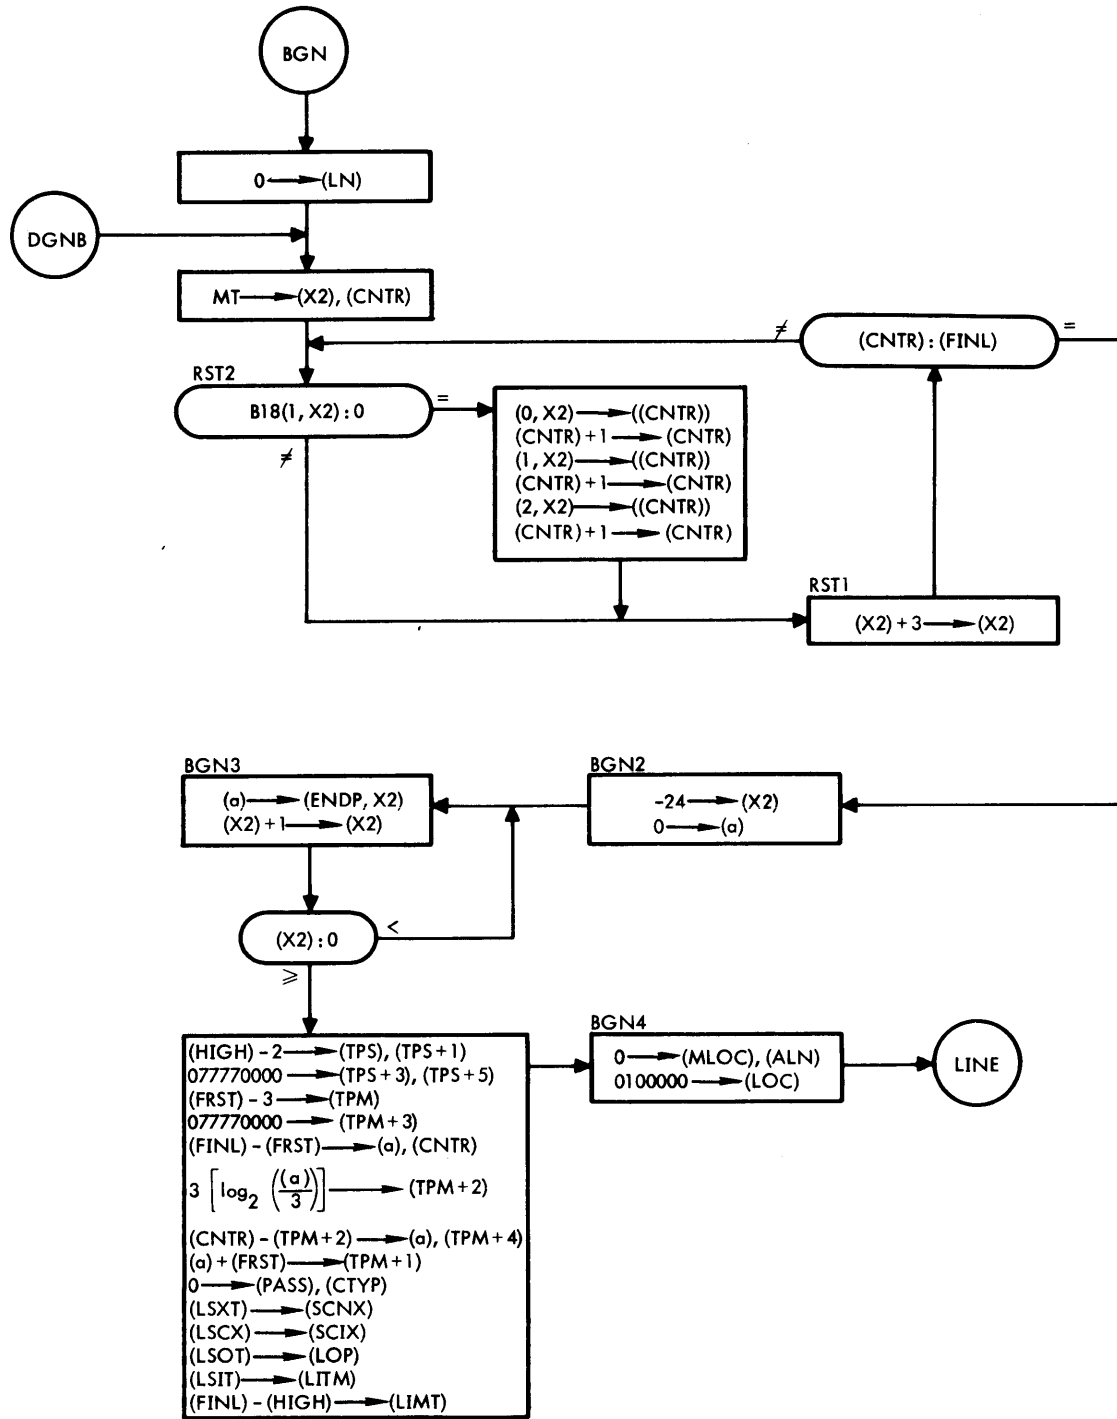 BGN
0→(LN)
DGNB
MT→(X2), (CNTR)
≠
(CNTR) : (FINL)
=
RST2
B18(1, X2) : 0
=
≠
(0, X2)→((CNTR))
(CNTR)+1→(CNTR)
(1, X2)→((CNTR))
(CNTR)+1→(CNTR)
(2, X2)→((CNTR))
(CNTR)+1→(CNTR)
RST1
(X2)+3→(X2)
BGN3
(a)→(ENDP, X2)
(X2)+1→(X2)
BGN2
-24→(X2)
0→(a)
(X2) : 0
<
⩾
(HIGH)-2→(TPS), (TPS+1)
077770000→(TPS+3), (TPS+5)
(FRST)-3→(TPM)
077770000→(TPM+3)
(FINL)-(FRST)→(a), (CNTR)
3 [log₂ ((a)/3)]→(TPM+2)
(CNTR)-(TPM+2)→(a), (TPM+4)
(a)+(FRST)→(TPM+1)
0→(PASS), (CTYP)
(LSXT)→(SCNX)
(LSCX)→(SCIX)
(LSOT)→(LOP)
(LSIT)→(LITM)
(FINL)-(HIGH)→(LIMT)
BGN4
0→(MLOC), (ALN)
0100000→(LOC)
LINE